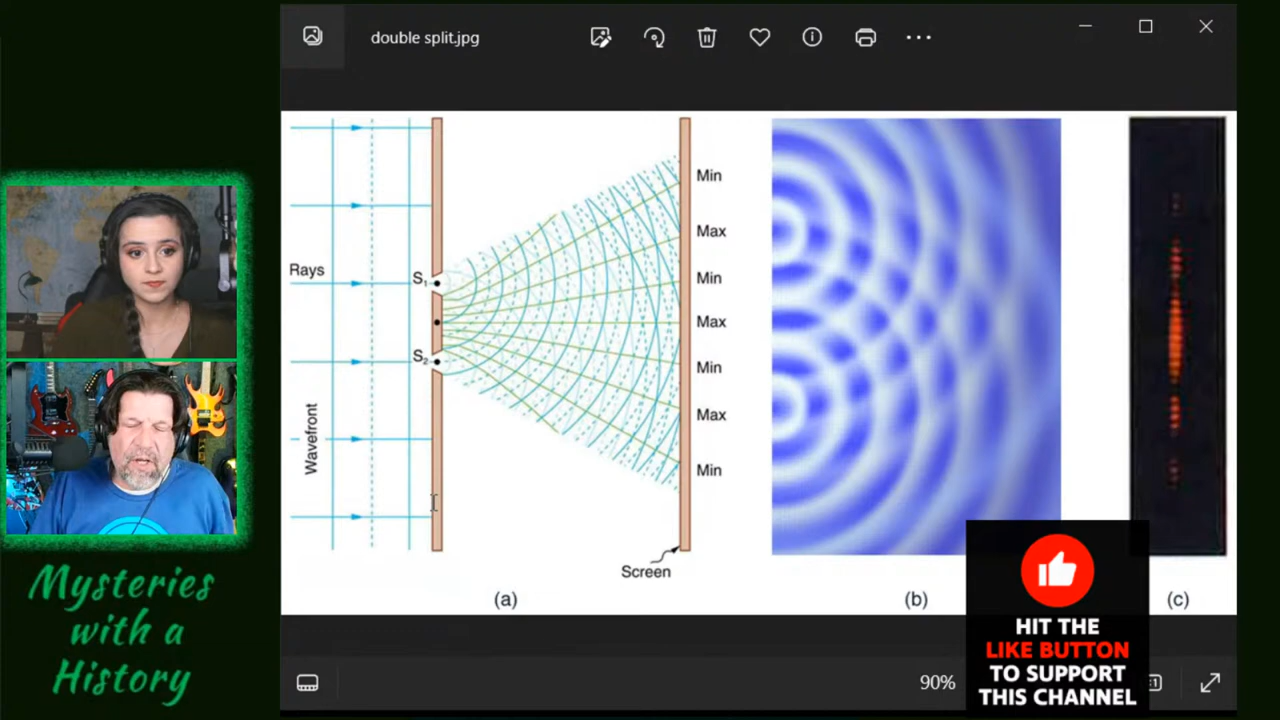 double split.jpg
Rays
Wavefront
S1
S2
Min
Max
Min
Max
Min
Max
Min
Screen
(a)
(b)
(c)
Mysteries
with a
History
HIT THE
LIKE BUTTON
TO SUPPORT
THIS CHANNEL
90%